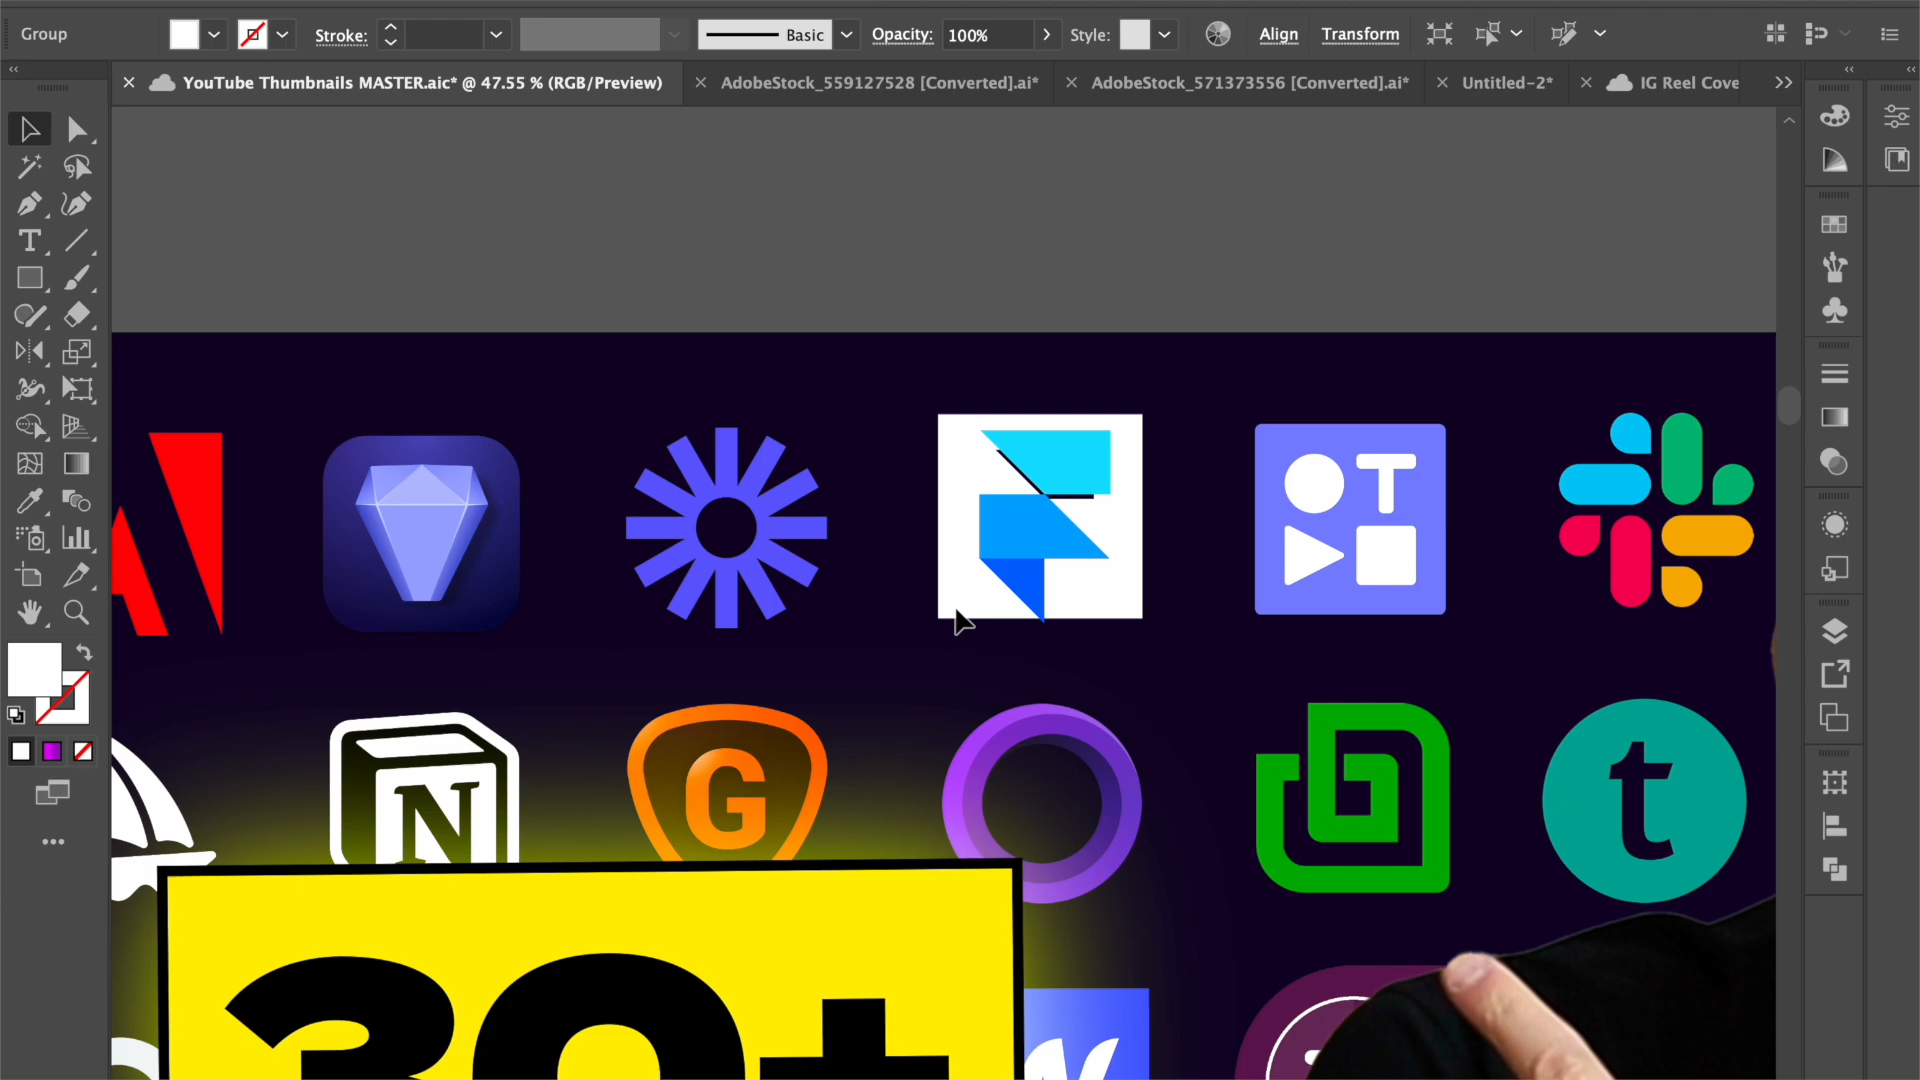 Group
Stroke:
Basic
Opacity:
100%
Style:
Align
Transform
YouTube Thumbnails MASTER.aic* @ 47.55 % (RGB/Preview)
AdobeStock_559127528 [Converted].ai*
AdobeStock_571373556 [Converted].ai*
Untitled-2*
IG Reel Cove
T
N
G
t
30+